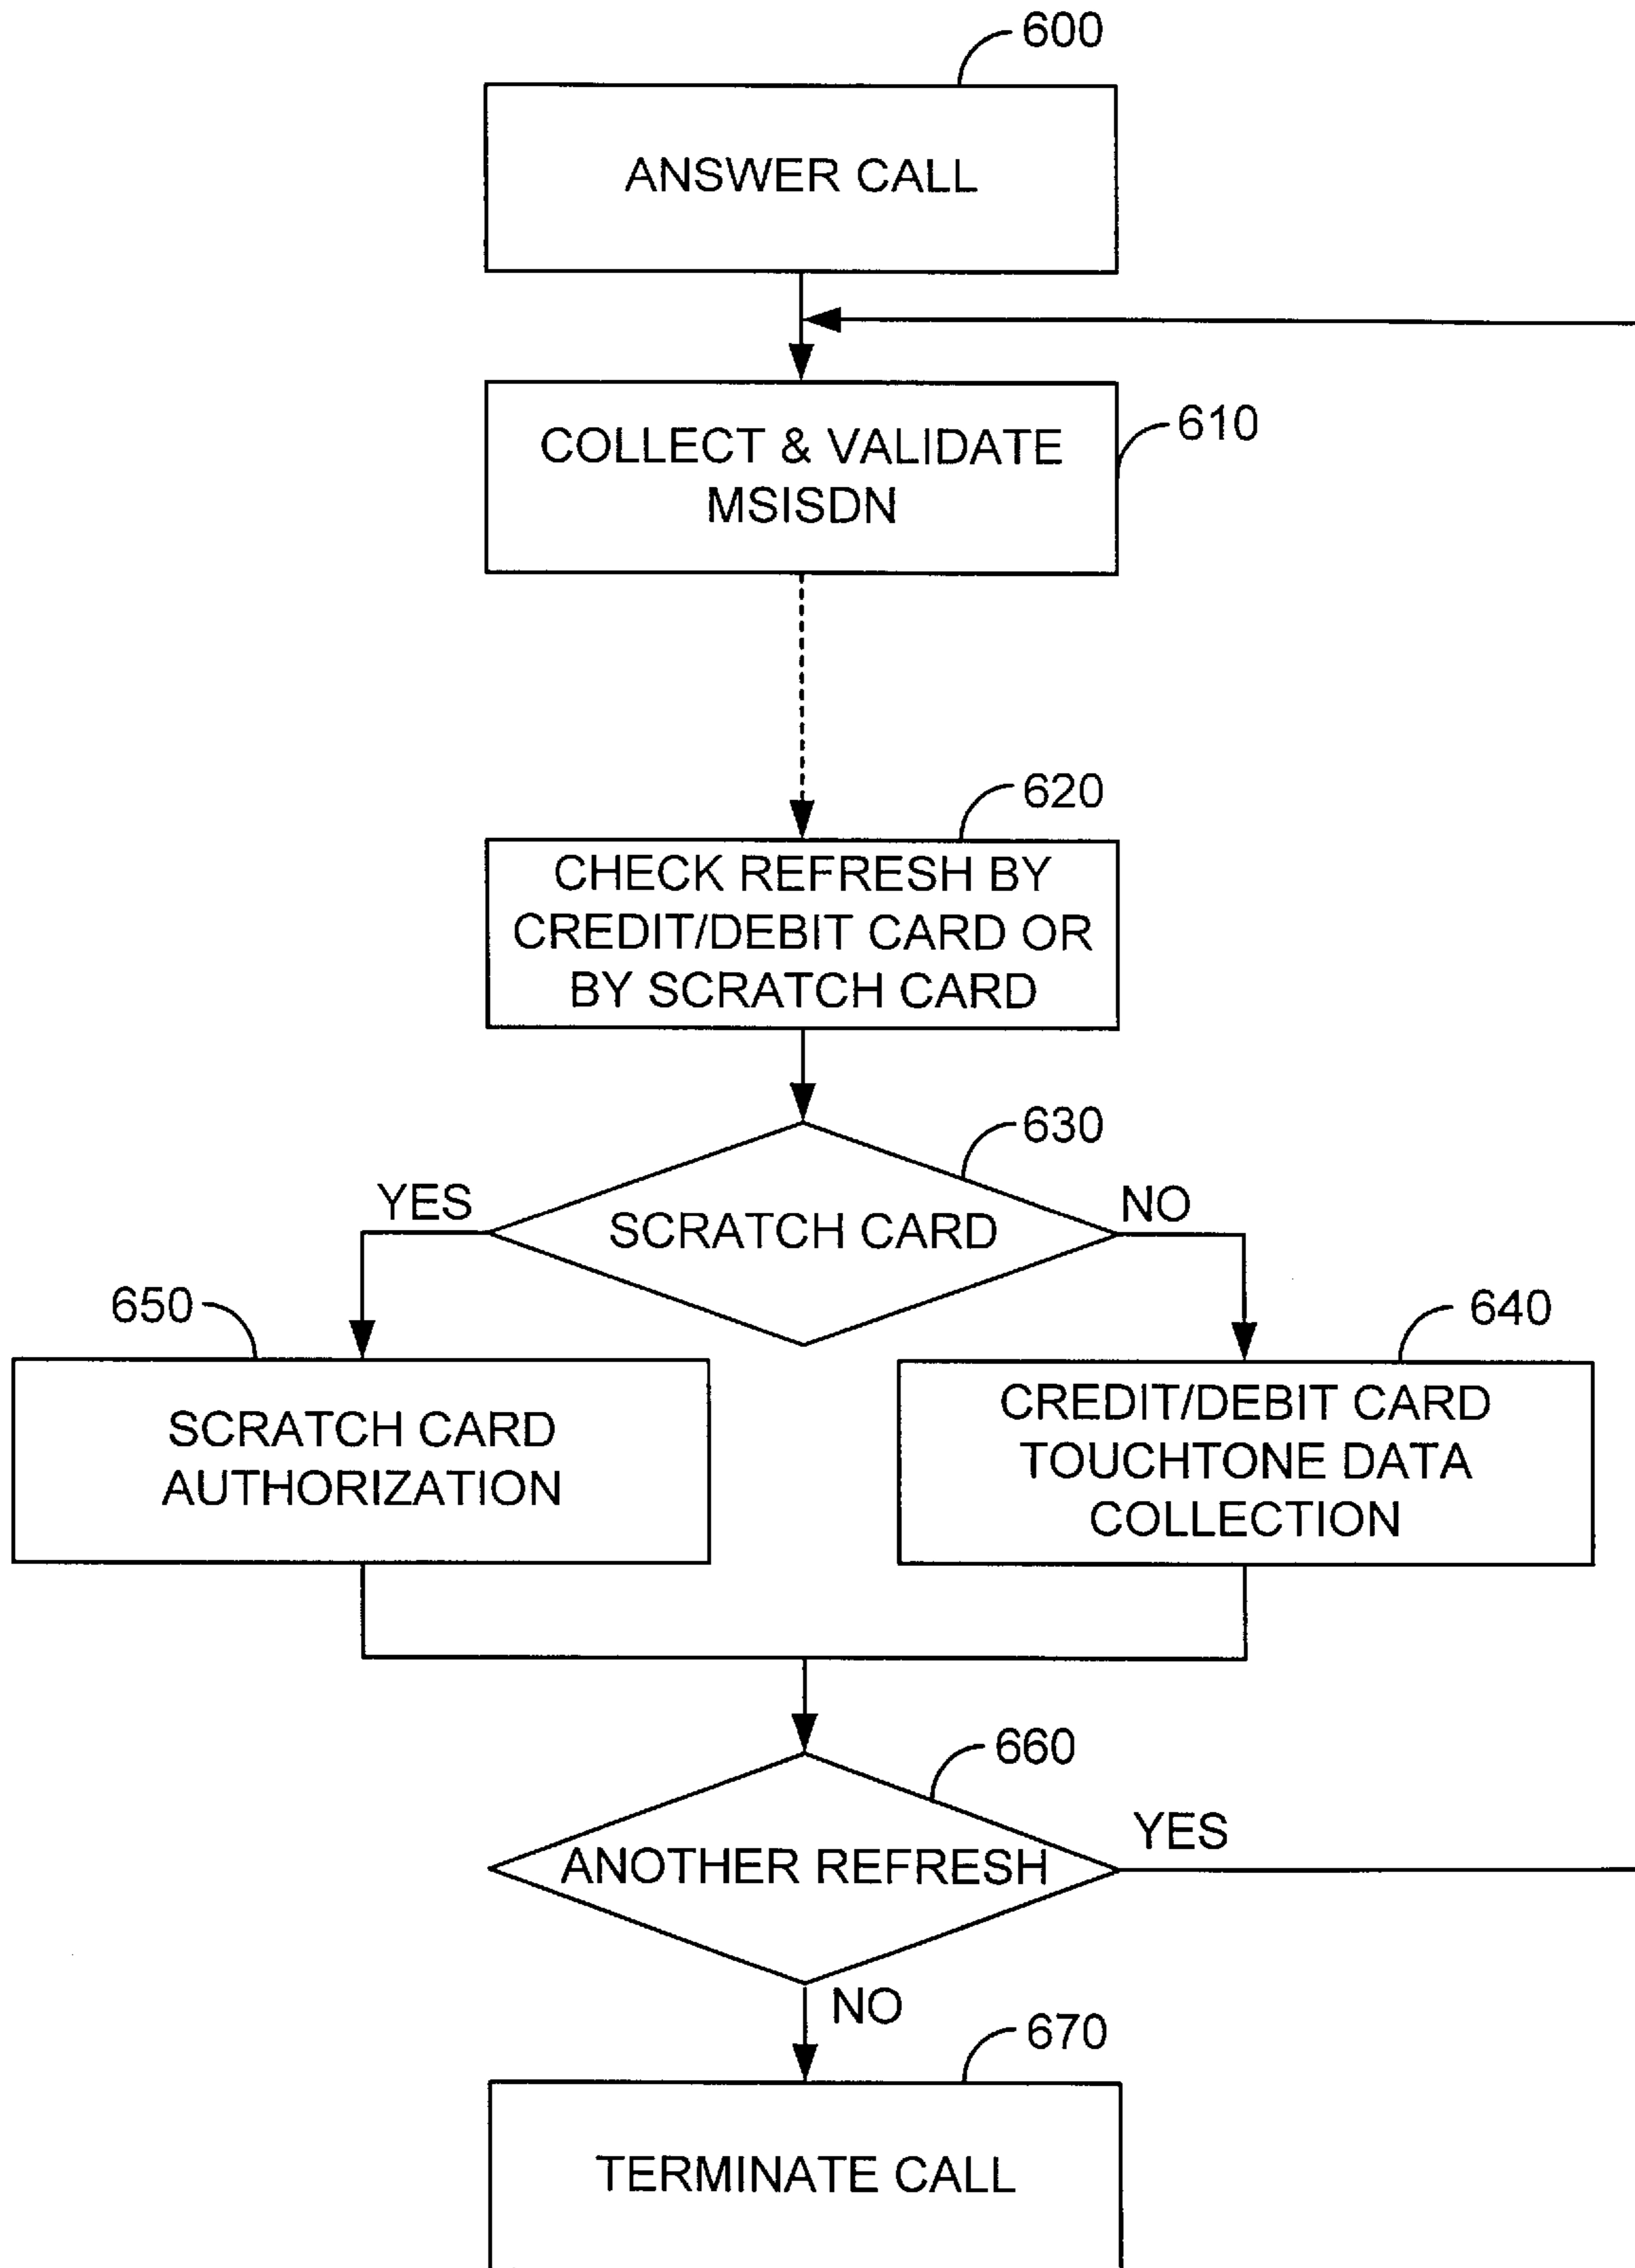 600
ANSWER CALL
610
COLLECT & VALIDATE
MSISDN
620
CHECK REFRESH BY
CREDIT/DEBIT CARD OR
BY SCRATCH CARD
630
YES
SCRATCH CARD
NO
650
SCRATCH CARD
AUTHORIZATION
640
CREDIT/DEBIT CARD
TOUCHTONE DATA
COLLECTION
660
ANOTHER REFRESH
YES
NO
670
TERMINATE CALL